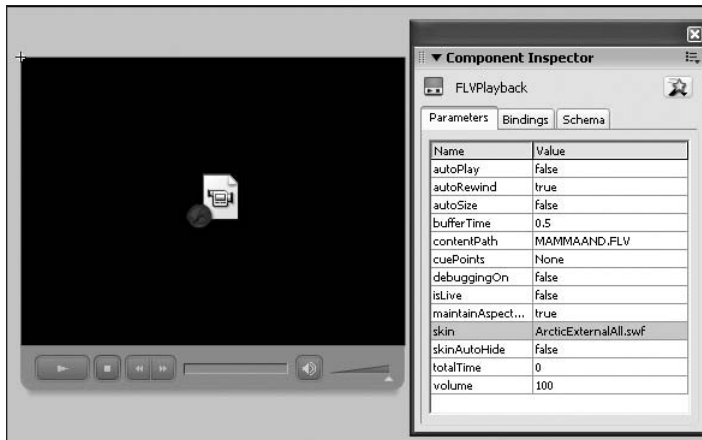 Component Inspector
FLVPlayback
Parameters Bindings Schema
Name Value
autoPlay false
autoRewind true
autoSize false
bufferTime 0.5
contentPath MAMMAAND.FLV
cuePoints None
debuggingOn false
isLive false
maintainAspect... true
skin ArcticExternalAll.swf
skinAutoHide false
totalTime 0
volume 100